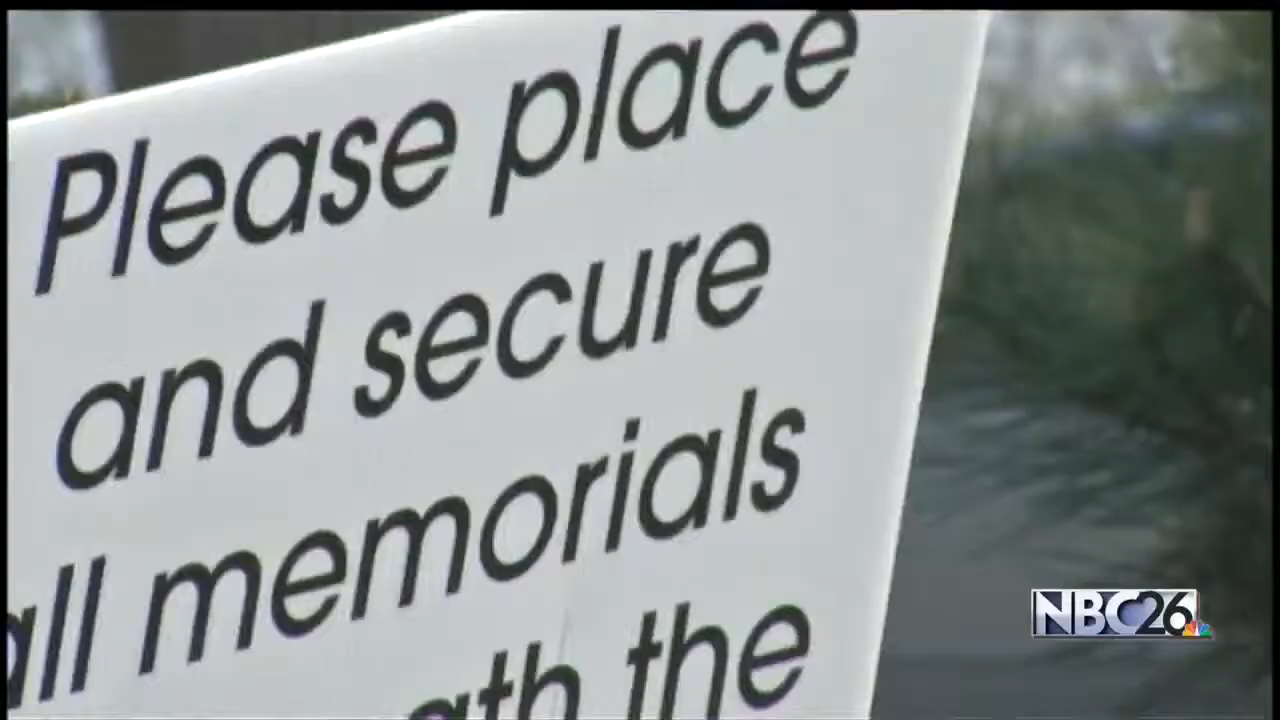 Please place
and secure
all memorials
the
NBC26